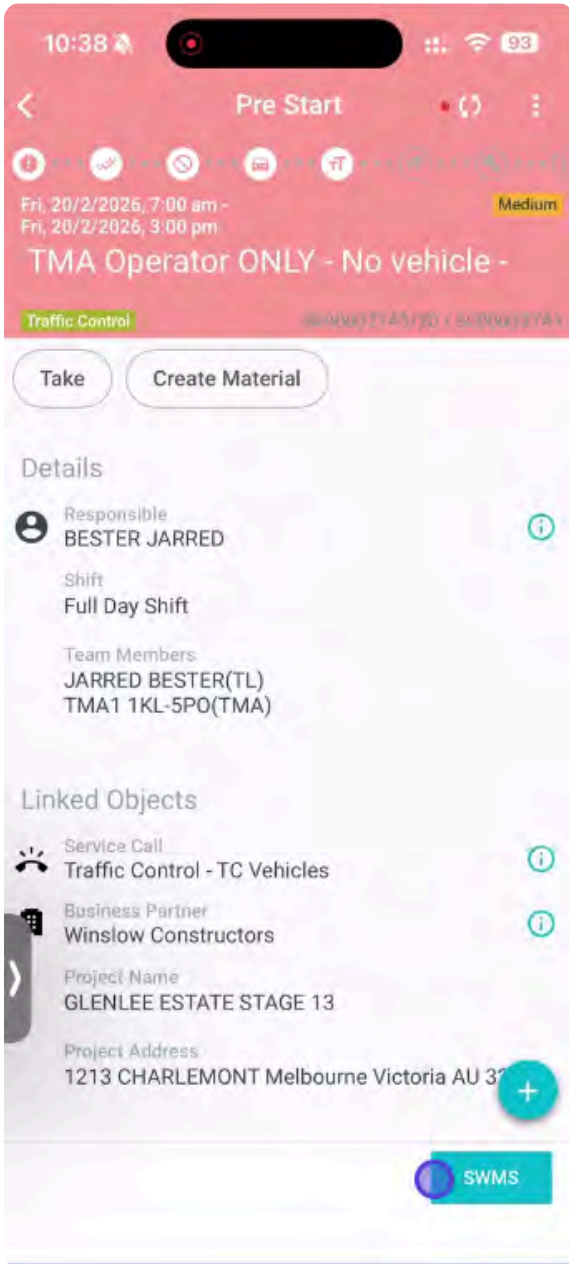 10:38
93
Pre Start
Fri, 20/2/2026, 7:00 am -
Fri, 20/2/2026, 3:00 pm
Medium
TMA Operator ONLY - No vehicle -
Traffic Control
Take
Create Material
Details
Responsible
BESTER JARRED
Shift
Full Day Shift
Team Members
JARRED BESTER(TL)
TMA1 1KL-5PO(TMA)
Linked Objects
Service Call
Traffic Control - TC Vehicles
Business Partner
Winslow Constructors
Project Name
GLENLEE ESTATE STAGE 13
Project Address
1213 CHARLEMONT Melbourne Victoria AU
SWMS